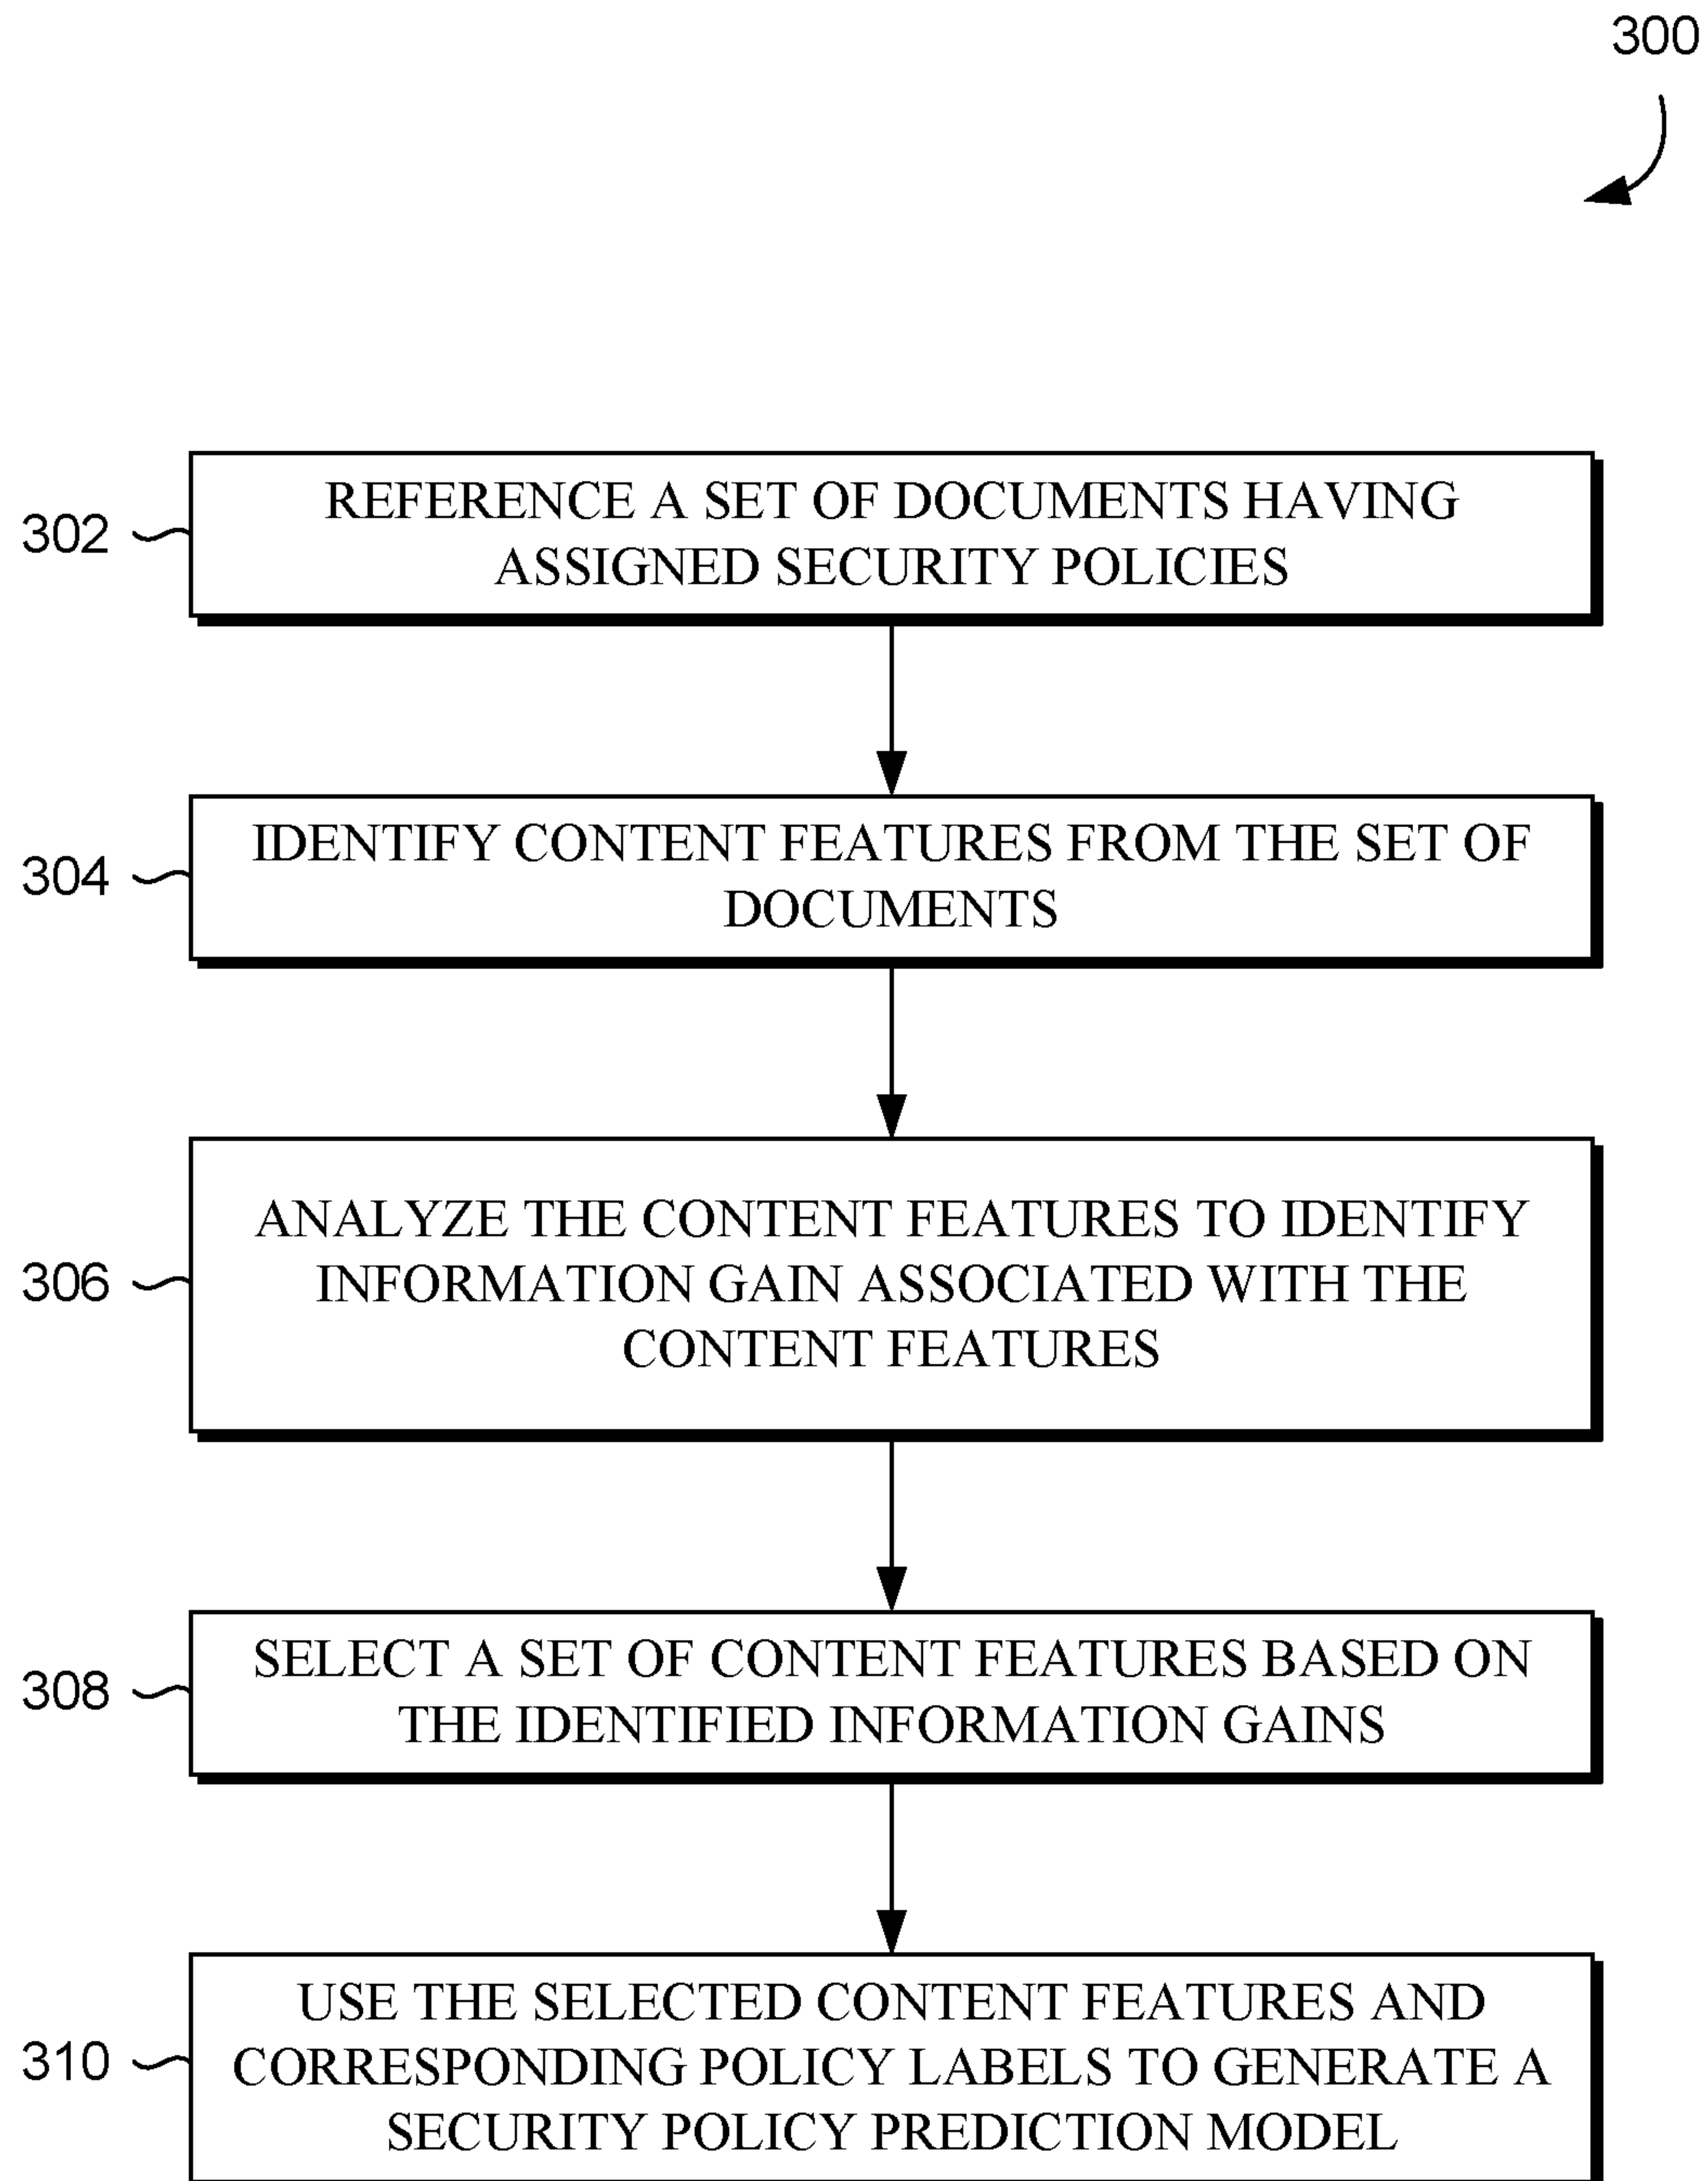 300
302
REFERENCE A SET OF DOCUMENTS HAVING
ASSIGNED SECURITY POLICIES
304
IDENTIFY CONTENT FEATURES FROM THE SET OF
DOCUMENTS
306
ANALYZE THE CONTENT FEATURES TO IDENTIFY
INFORMATION GAIN ASSOCIATED WITH THE
CONTENT FEATURES
308
SELECT A SET OF CONTENT FEATURES BASED ON
THE IDENTIFIED INFORMATION GAINS
310
USE THE SELECTED CONTENT FEATURES AND
CORRESPONDING POLICY LABELS TO GENERATE A
SECURITY POLICY PREDICTION MODEL